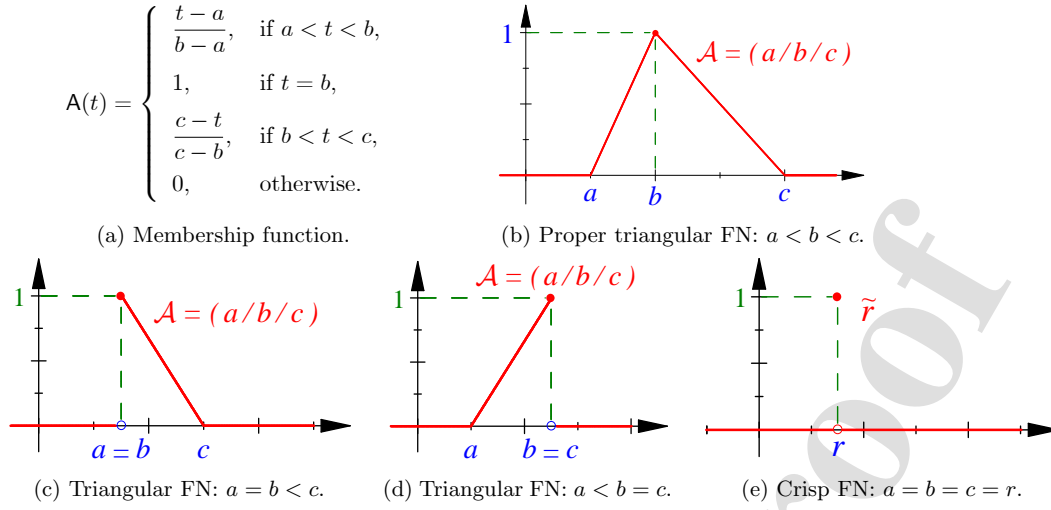 A(t) = { (t − a)/(b − a), if a < t < b,
1, if t = b,
(c − t)/(c − b), if b < t < c,
0, otherwise.
(a) Membership function.
1
A = (a/b/c)
a b c
(b) Proper triangular FN: a < b < c.
1
A = (a/b/c)
a = b c
(c) Triangular FN: a = b < c.
A = (a/b/c)
1
a b = c
(d) Triangular FN: a < b = c.
1
r̃
r
(e) Crisp FN: a = b = c = r.